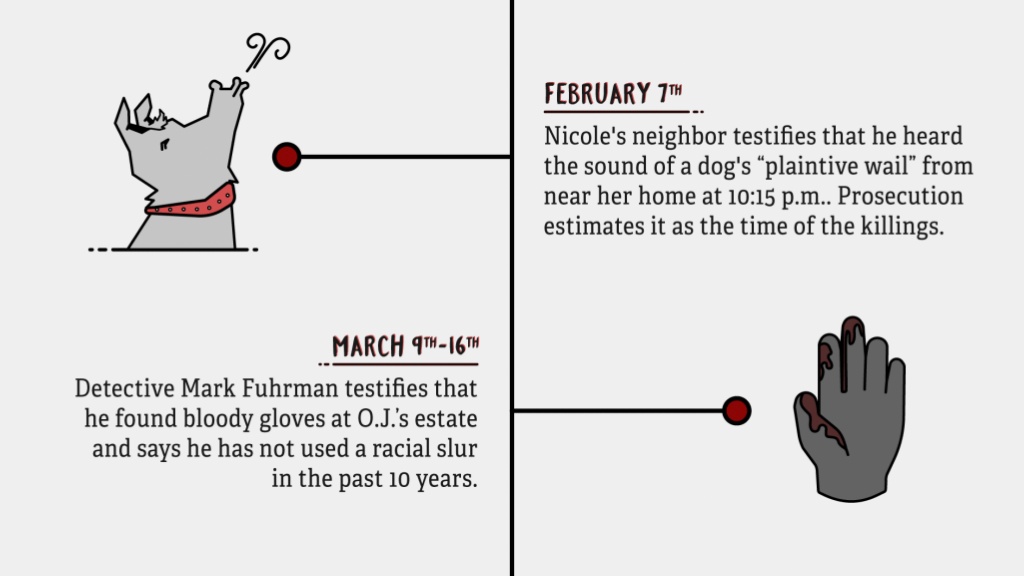 FEBRUARY 7TH
Nicole's neighbor testifies that he heard
the sound of a dog's “plaintive wail” from
near her home at 10:15 p.m.. Prosecution
estimates it as the time of the killings.
MARCH 9TH-16TH
Detective Mark Fuhrman testifies that
he found bloody gloves at O.J.’s estate
and says he has not used a racial slur
in the past 10 years.